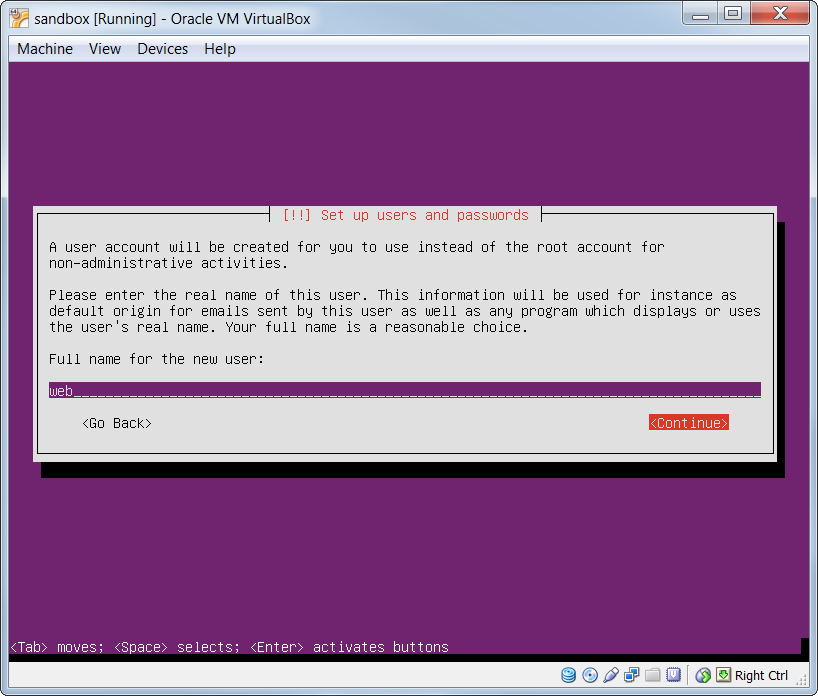 sandbox [Running] - Oracle VM VirtualBox
Machine View Devices Help
[!!] Set up users and passwords
A user account will be created for you to use instead of the root account for
non-administrative activities.
Please enter the real name of this user. This information will be used for instance as
default origin for emails sent by this user as well as any program which displays or uses
the user's real name. Your full name is a reasonable choice.
Full name for the new user:
web
<Go Back> <Continue>
<Tab> moves; <Space> selects; <Enter> activates buttons
Right Ctrl